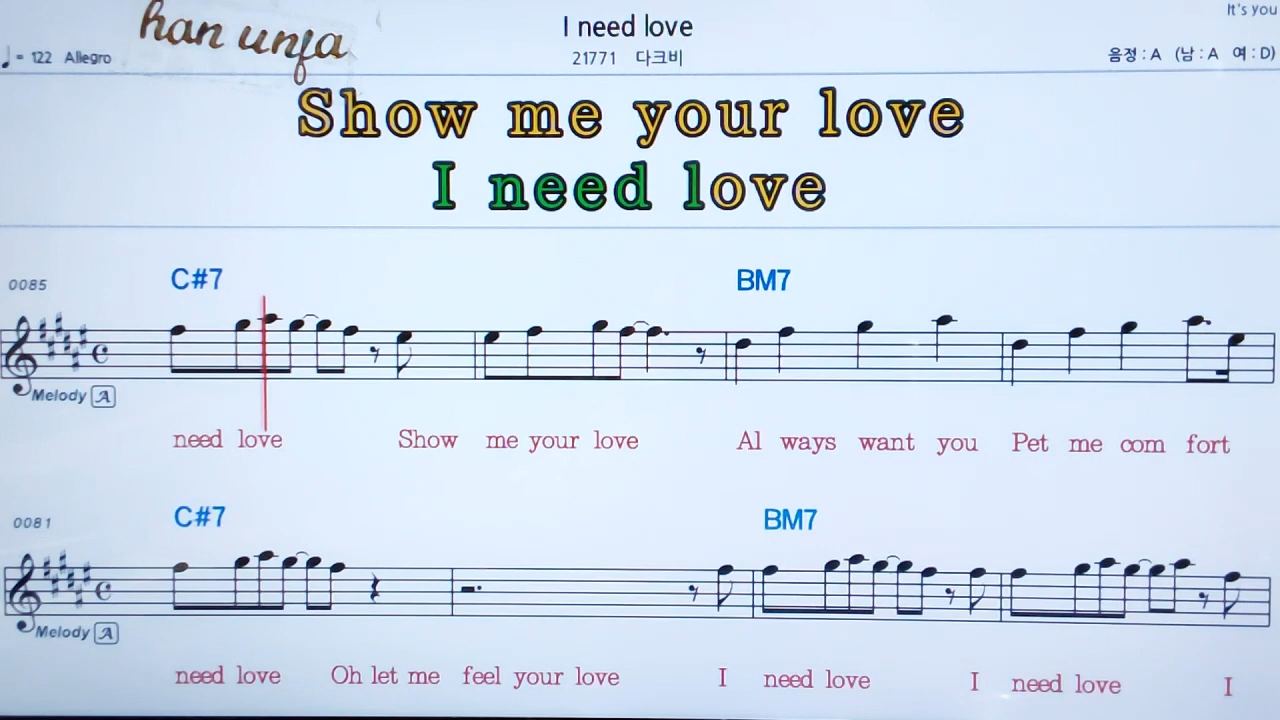 It's you
han unja
I need love
♩= 122 Allegro
21771 다크비
음정 : A (남 : A 여 : D)
Show me your love
I need love
C#7 BM7
0085
Melody A
need love Show me your love Al ways want you Pet me com fort
C#7 BM7
0081
Melody A
need love Oh let me feel your love I need love I need love I